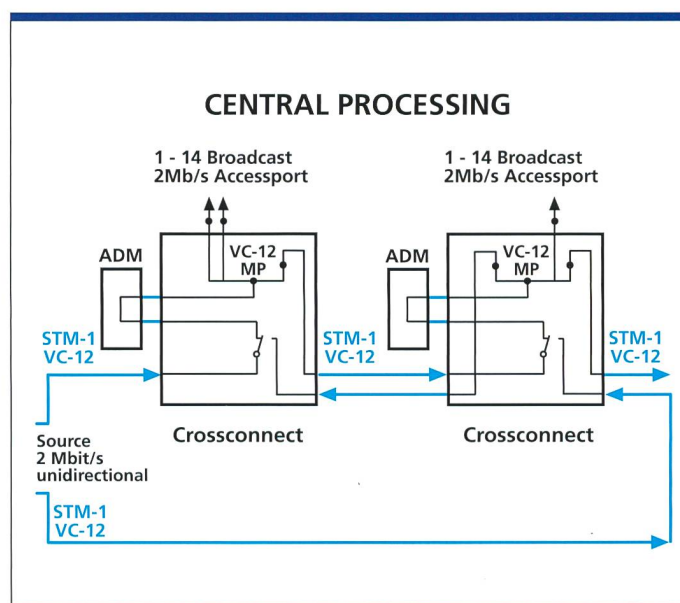 CENTRAL PROCESSING
1 - 14 Broadcast
2Mb/s Accessport
1 - 14 Broadcast
2Mb/s Accessport
ADM
VC-12
MP
ADM
VC-12
MP
STM-1
VC-12
STM-1
VC-12
STM-1
VC-12
Crossconnect
Crossconnect
Source
2 Mbit/s
unidirectional
STM-1
VC-12